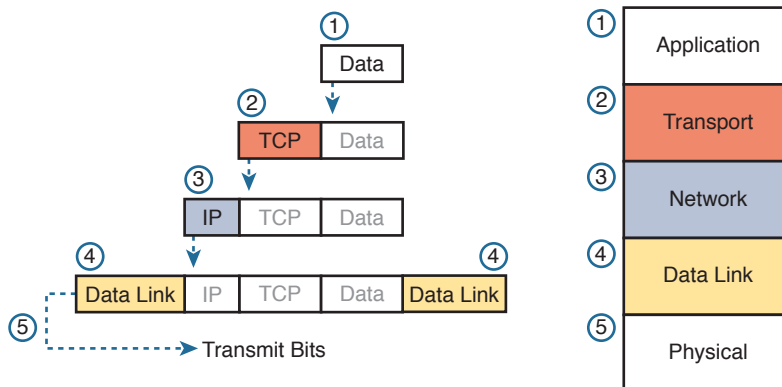 1
Data
2
TCP Data
3
IP TCP Data
4 4
Data Link IP TCP Data Data Link
5
Transmit Bits
1
Application
2
Transport
3
Network
4
Data Link
5
Physical